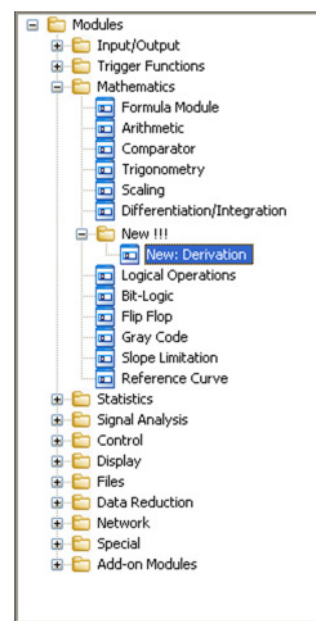 Modules
Input/Output
Trigger Functions
Mathematics
Formula Module
Arithmetic
Comparator
Trigonometry
Scaling
Differentiation/Integration
New !!!
New: Derivation
Logical Operations
Bit-Logic
Flip Flop
Gray Code
Slope Limitation
Reference Curve
Statistics
Signal Analysis
Control
Display
Files
Data Reduction
Network
Special
Add-on Modules